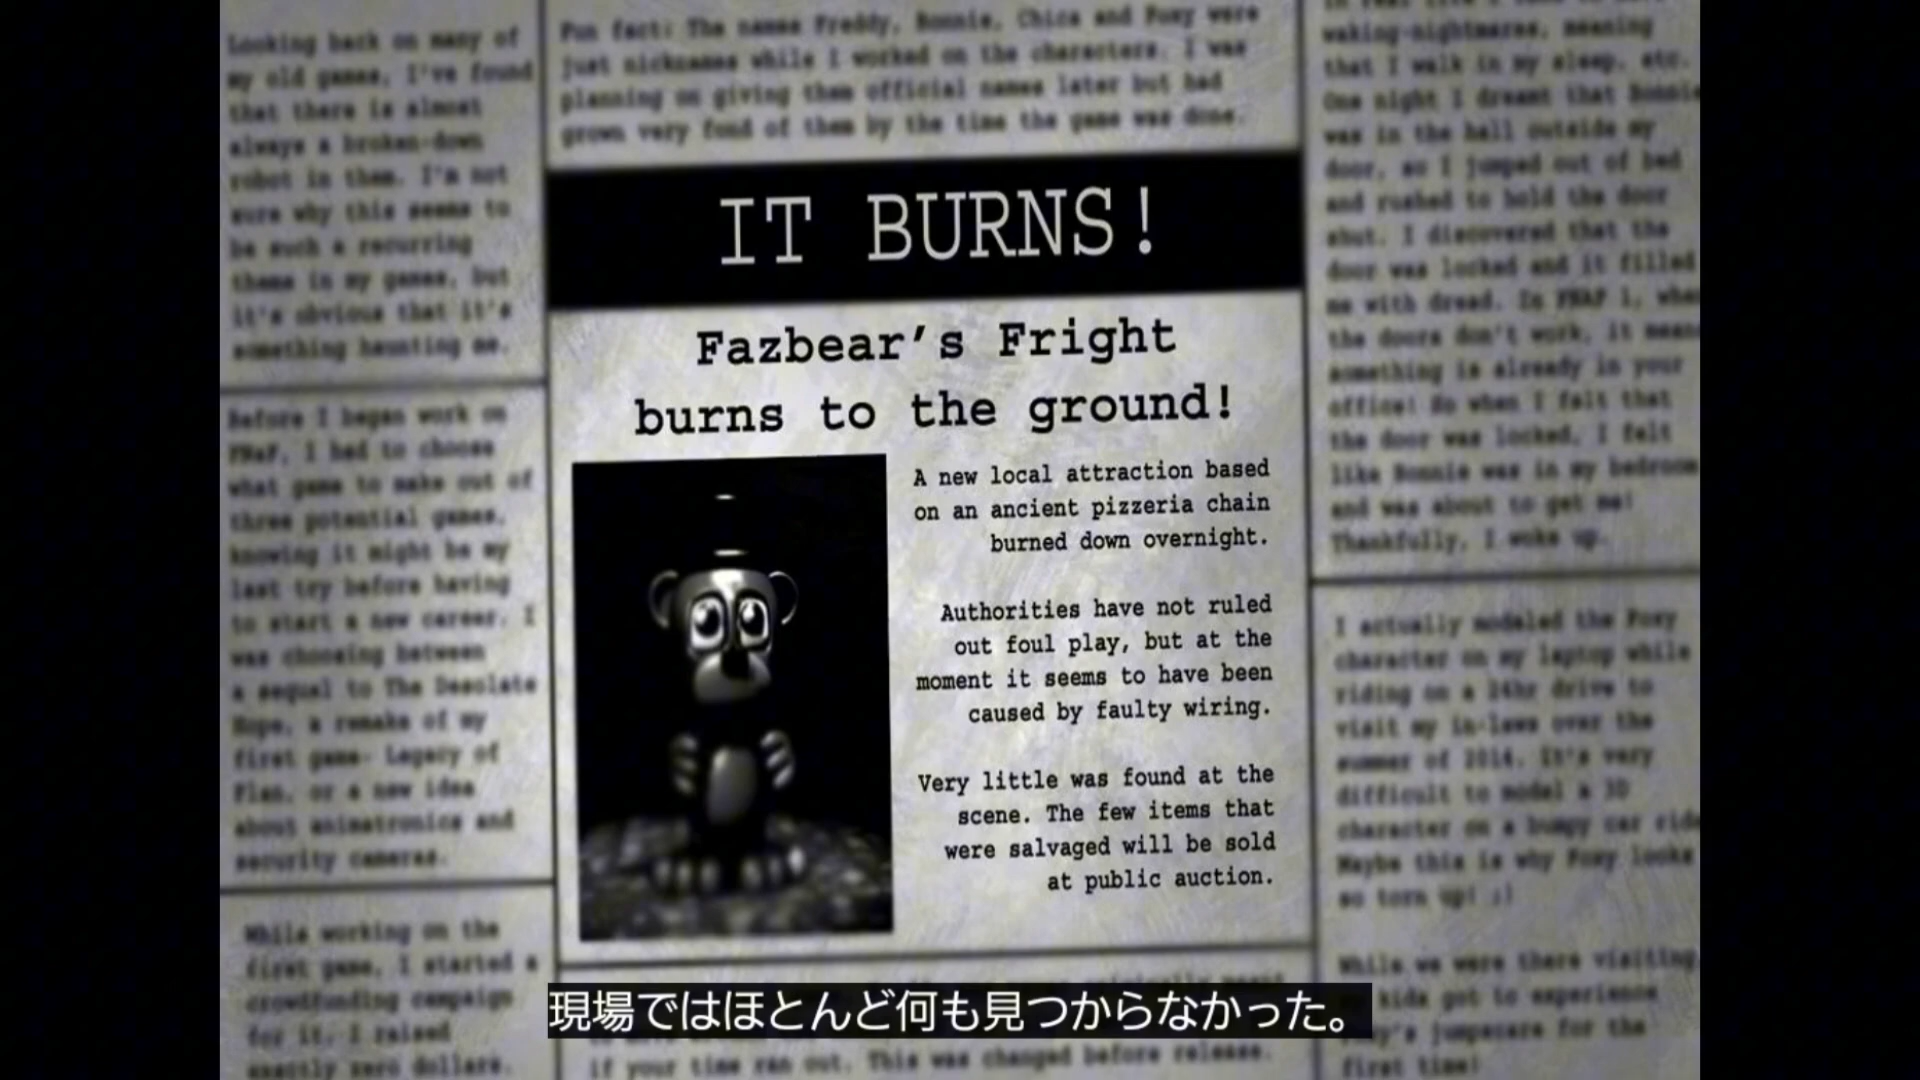 Looking back on many of
my old games, I've found
that there is almost
always a broken-down
robot in them. I'm not
sure why this seems to
be such a recurring
theme in my games, but
it's obvious that it's
something haunting me.
Before I began work on
FNaF, I had to choose
what game to make out of
three potential games,
knowing it might be my
last try before having
to start a new career. I
was choosing between
a sequal to The Desolate
Hope, a remake of my
first game- Legacy of
Flan, or a new idea
about animatronics and
security cameras.
While working on the
first game, I started a
crowdfunding campaign
for it. I raised
exactly zero dollars.
Fun fact: The names Freddy, Bonnie, Chica and Foxy were
just nicknames while I worked on the characters. I was
planning on giving them official names later but had
grown very fond of them by the time the game was done.
IT BURNS!
Fazbear's Fright
burns to the ground!
A new local attraction based
on an ancient pizzeria chain
burned down overnight.
Authorities have not ruled
out foul play, but at the
moment it seems to have been
caused by faulty wiring.
Very little was found at the
scene. The few items that
were salvaged will be sold
at public auction.
originally meant
現場ではほとんど何も見つからなかった。
if your time ran out. This was changed before release.
waking-nightmares, meaning
that I walk in my sleep, etc.
One night I dreamt that Bonnie
was in the hall outside my
door, so I jumped out of bed
and rushed to hold the door
shut. I discovered that the
door was locked and it filled
me with dread. In FNAF 1, when
the doors don't work, it means
something is already in your
office! So when I felt that
the door was locked, I felt
like Bonnie was in my bedroom
and was about to get me!
Thankfully, I woke up.
I actually modeled the Foxy
character on my laptop while
riding on a 24hr drive to
visit my in-laws over the
summer of 2014. It's very
difficult to model a 3D
character on a bumpy car ride
Maybe this is why Foxy looks
so torn up! ;)
While we were there visiting,
kids got to experience
jumpscare for the
first time!